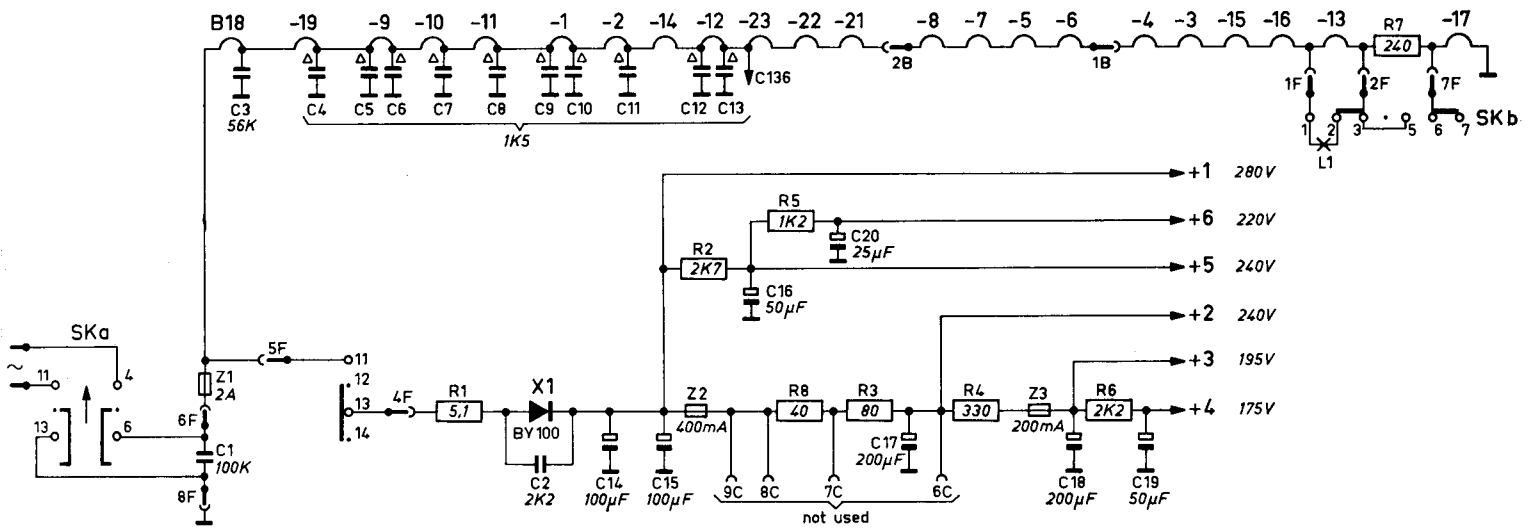 B18 -19 -9 -10 -11 -1 -2 -14 -12 -23 -22 -21 -8 -7 -5 -6 -4 -3 -15 -16 -13 R7 -17
240
2B 1B
C136
1F 2F 7F
C3 C4 C5 C6 C7 C8 C9 C10 C11 C12 C13
56K
1K5
1 2 3 5 6 7 SKb
L1
+1 280V
R5
1K2
+6 220V
C20
25µF
R2
2K7
+5 240V
C16
50µF
+2 240V
SKa
5F
11
+3 195V
~
11 4
Z1
2A
12
4F
13
14
R1
5,1
X1
BY100
Z2
400mA
R8
40
R3
80
R4
330
Z3
200mA
R6
2K2
+4 175V
13 6
6F
C1
100K
8F
C2
2K2
C14
100µF
C15
100µF
C17
200µF
C18
200µF
C19
50µF
9C 8C 7C 6C
not used